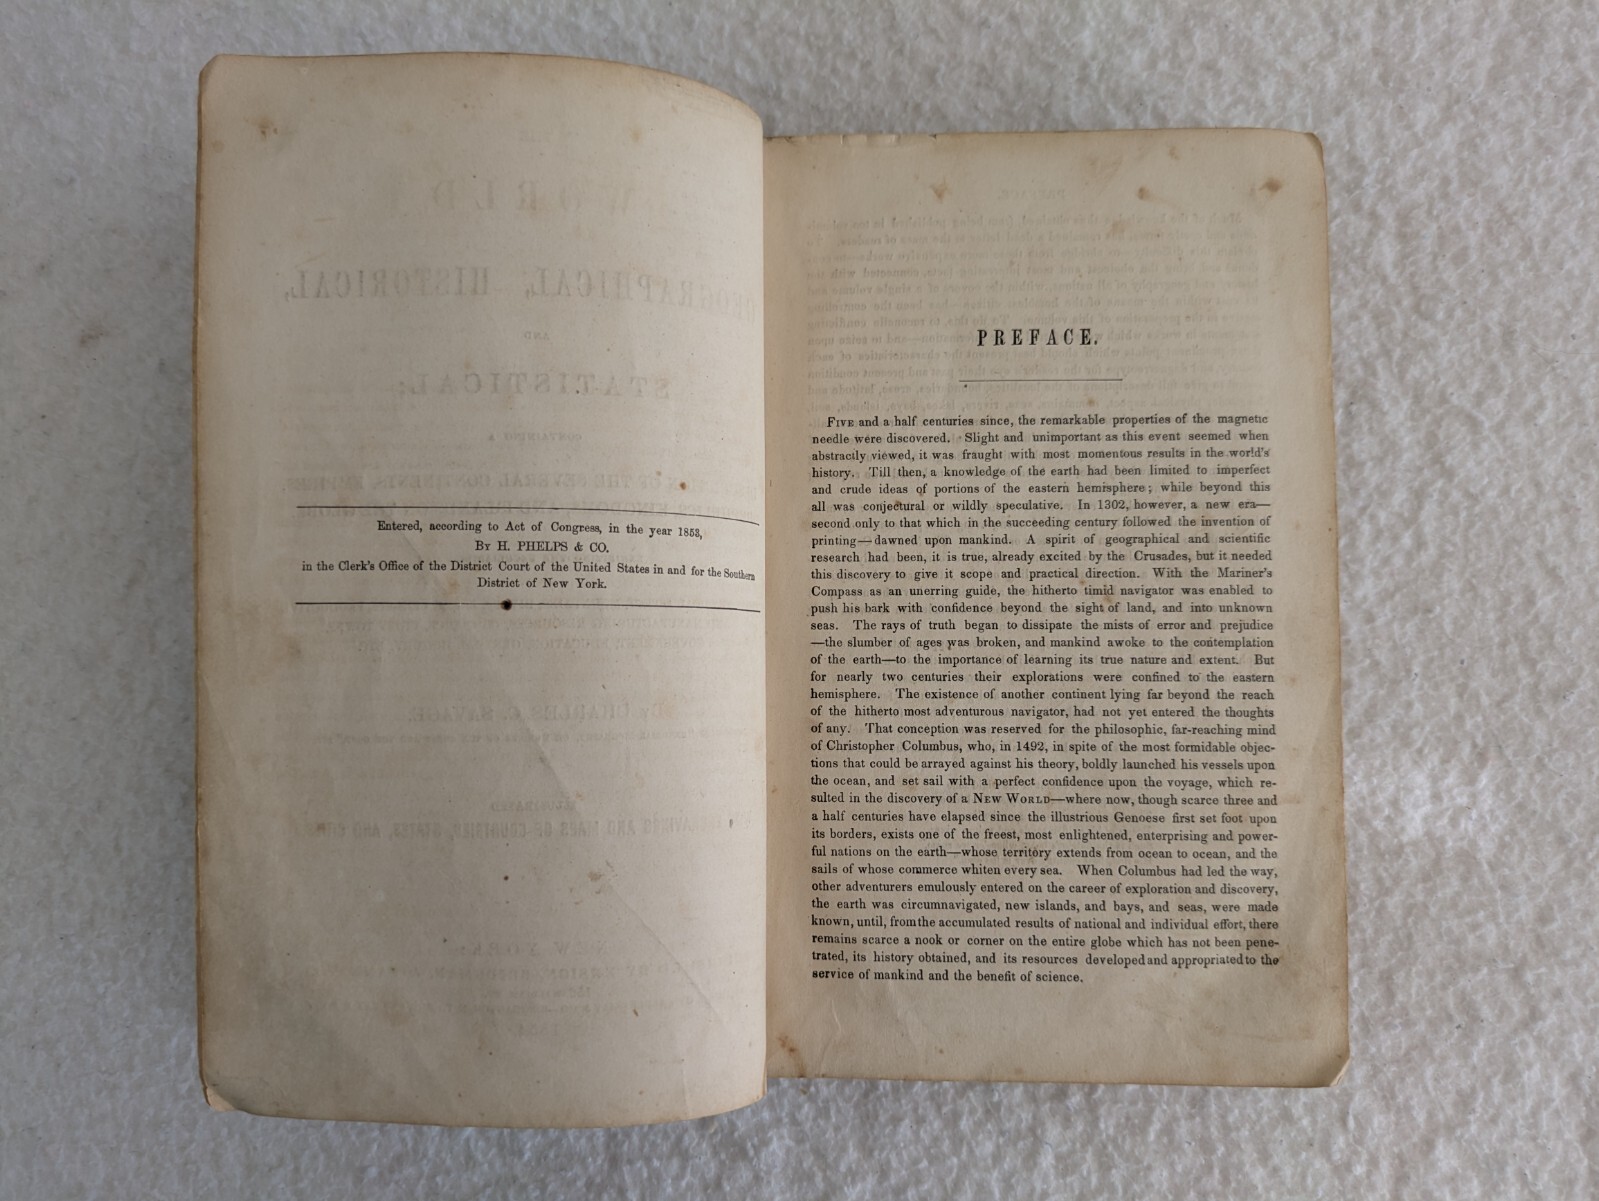 Entered, according to Act of Congress, in the year 1853,
By H. PHELPS & CO.
in the Clerk's Office of the District Court of the United States in and for the Southern
District of New York.
PREFACE.
Five and a half centuries since, the remarkable properties of the magnetic
needle were discovered. Slight and unimportant as this event seemed when
abstractly viewed, it was fraught with most momentous results in the world's
history. Till then, a knowledge of the earth had been limited to imperfect
and crude ideas of portions of the eastern hemisphere; while beyond this
all was conjectural or wildly speculative. In 1302, however, a new era—
second only to that which in the succeeding century followed the invention of
printing—dawned upon mankind. A spirit of geographical and scientific
research had been, it is true, already excited by the Crusades, but it needed
this discovery to give it scope and practical direction. With the Mariner's
Compass as an unerring guide, the hitherto timid navigator was enabled to
push his bark with confidence beyond the sight of land, and into unknown
seas. The rays of truth began to dissipate the mists of error and prejudice
—the slumber of ages was broken, and mankind awoke to the contemplation
of the earth—to the importance of learning its true nature and extent. But
for nearly two centuries their explorations were confined to the eastern
hemisphere. The existence of another continent lying far beyond the reach
of the hitherto most adventurous navigator, had not yet entered the thoughts
of any. That conception was reserved for the philosophic, far-reaching mind
of Christopher Columbus, who, in 1492, in spite of the most formidable objec-
tions that could be arrayed against his theory, boldly launched his vessels upon
the ocean, and set sail with a perfect confidence upon the voyage, which re-
sulted in the discovery of a New World—where now, though scarce three and
a half centuries have elapsed since the illustrious Genoese first set foot upon
its borders, exists one of the freest, most enlightened, enterprising and power-
ful nations on the earth—whose territory extends from ocean to ocean, and the
sails of whose commerce whiten every sea. When Columbus had led the way,
other adventurers emulously entered on the career of exploration and discovery,
the earth was circumnavigated, new islands, and bays, and seas, were made
known, until, from the accumulated results of national and individual effort, there
remains scarce a nook or corner on the entire globe which has not been pene-
trated, its history obtained, and its resources developed and appropriated to the
service of mankind and the benefit of science.